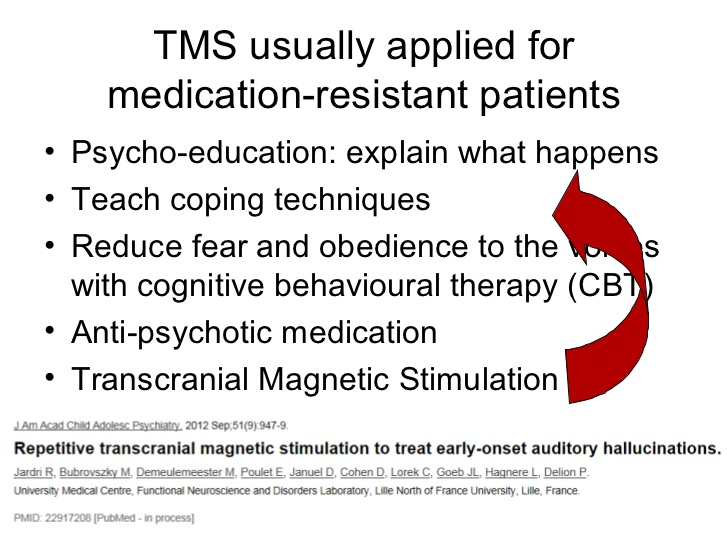 TMS usually applied for
medication-resistant patients
• Psycho-education: explain what happens
• Teach coping techniques
• Reduce fear and obedience to the voices
with cognitive behavioural therapy (CBT)
• Anti-psychotic medication
• Transcranial Magnetic Stimulation
J Am Acad Child Adolesc Psychiatry. 2012 Sep;51(9):947-9.
Repetitive transcranial magnetic stimulation to treat early-onset auditory hallucinations.
Jardri R, Bubrovszky M, Demeulemeester M, Poulet E, Januel D, Cohen D, Lorek C, Goeb JL, Hagnere L, Delion P.
University Medical Centre, Functional Neuroscience and Disorders Laboratory, Lille North of France University, Lille, France.
PMID: 22917208 [PubMed - in process]